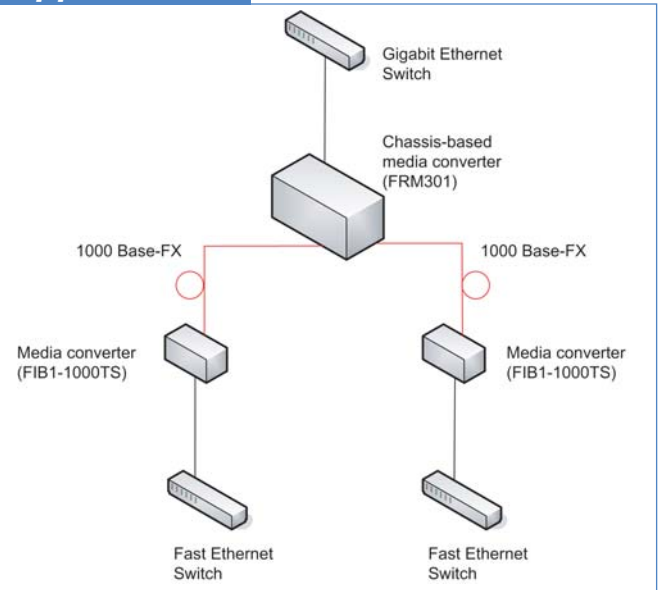 Gigabit Ethernet
Switch
Chassis-based
media converter
(FRM301)
1000 Base-FX
1000 Base-FX
Media converter
(FIB1-1000TS)
Media converter
(FIB1-1000TS)
Fast Ethernet
Switch
Fast Ethernet
Switch